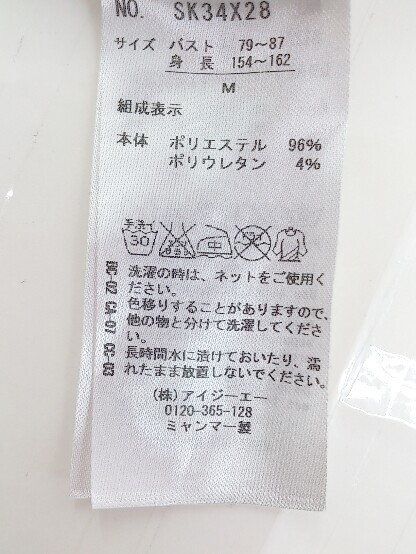 NO. SK34X28
サイズ バスト 79～87
身長 154～162
M
組成表示
本体 ポリエステル 96%
ポリウレタン 4%
手洗イ
30
中
洗濯の時は、ネットをご使用く
ださい。
色移りすることがありますので、
他の物と分けて洗濯してくださ
い。
長時間水に漬けておいたり、濡
れたまま放置しないでください。
(株)アイジーエー
0120-365-128
ミャンマー製